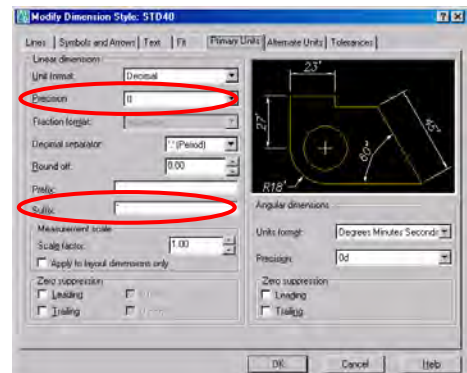 Modify Dimension Style: STD40
Lines Symbols and Arrows Text Fit Primary Units Alternate Units Tolerances
Linear dimensions
Unit format: Decimal
Precision 0
Fraction format:
Decimal separator: '.' (Period)
Round off: 0.00
Prefix:
Suffix: '
Measurement scale
Scale factor: 1.00
Apply to layout dimensions only
Zero suppression
Leading
Trailing
23'
27'
45'
60°
R18'
Angular dimensions
Units format: Degrees Minutes Seconds
Precision: 0d
Zero suppression
Leading
Trailing
OK Cancel Help